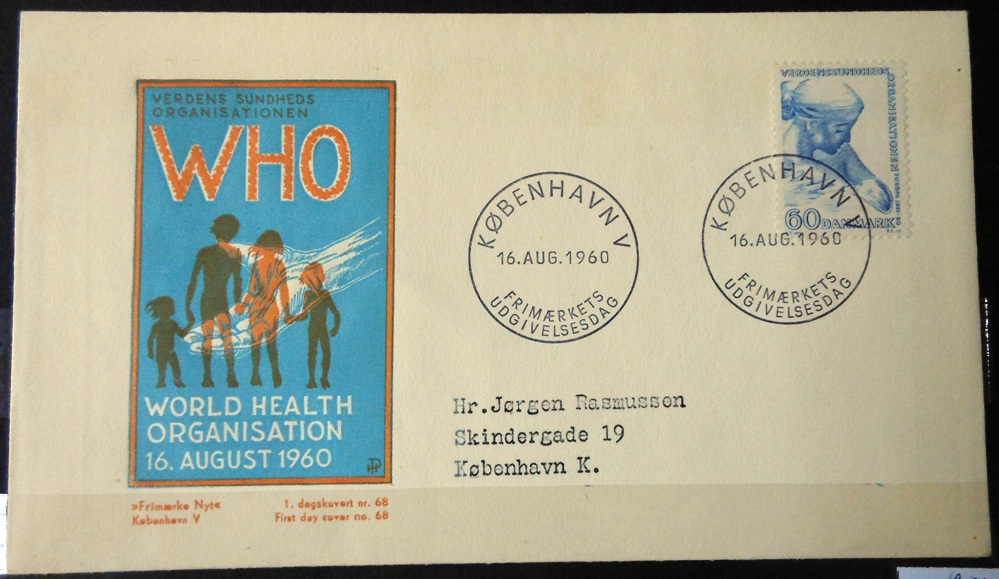 VERDENS SUNDHEDS
ORGANISATIONEN
WHO
WORLD HEALTH
ORGANISATION
16. AUGUST 1960
»Frimærke Nyt«
København V
1. dagskuvert nr. 68
First day cover no. 68
KØBENHAVN V
16.AUG.1960
FRIMÆRKETS
UDGIVELSESDAG
VERDENSSUNDHEDS
ORGANISATIONEN
60 DANMARK
KØBENHAVN V
16.AUG.1960
FRIMÆRKETS
UDGIVELSESDAG
Hr.Jørgen Rasmussen
Skindergade 19
København K.